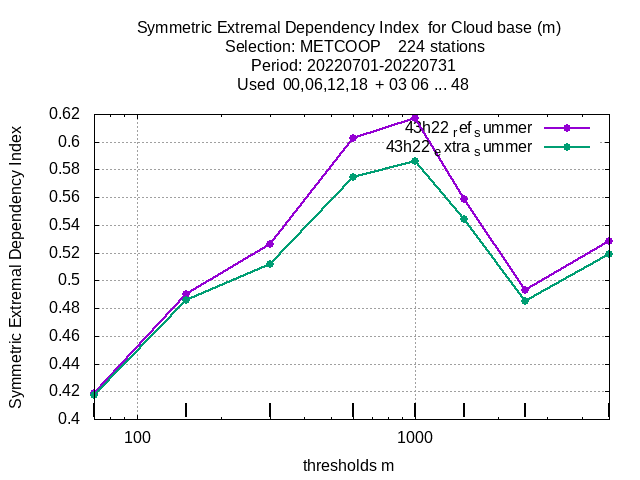 Symmetric Extremal Dependency Index for Cloud base (m)
Selection: METCOOP 224 stations
Period: 20220701-20220731
Used 00,06,12,18 + 03 06 ... 48
43h22 ref summer
43h22 extra summer
Symmetric Extremal Dependency Index
0.62
0.6
0.58
0.56
0.54
0.52
0.5
0.48
0.46
0.44
0.42
0.4
100 1000
thresholds m